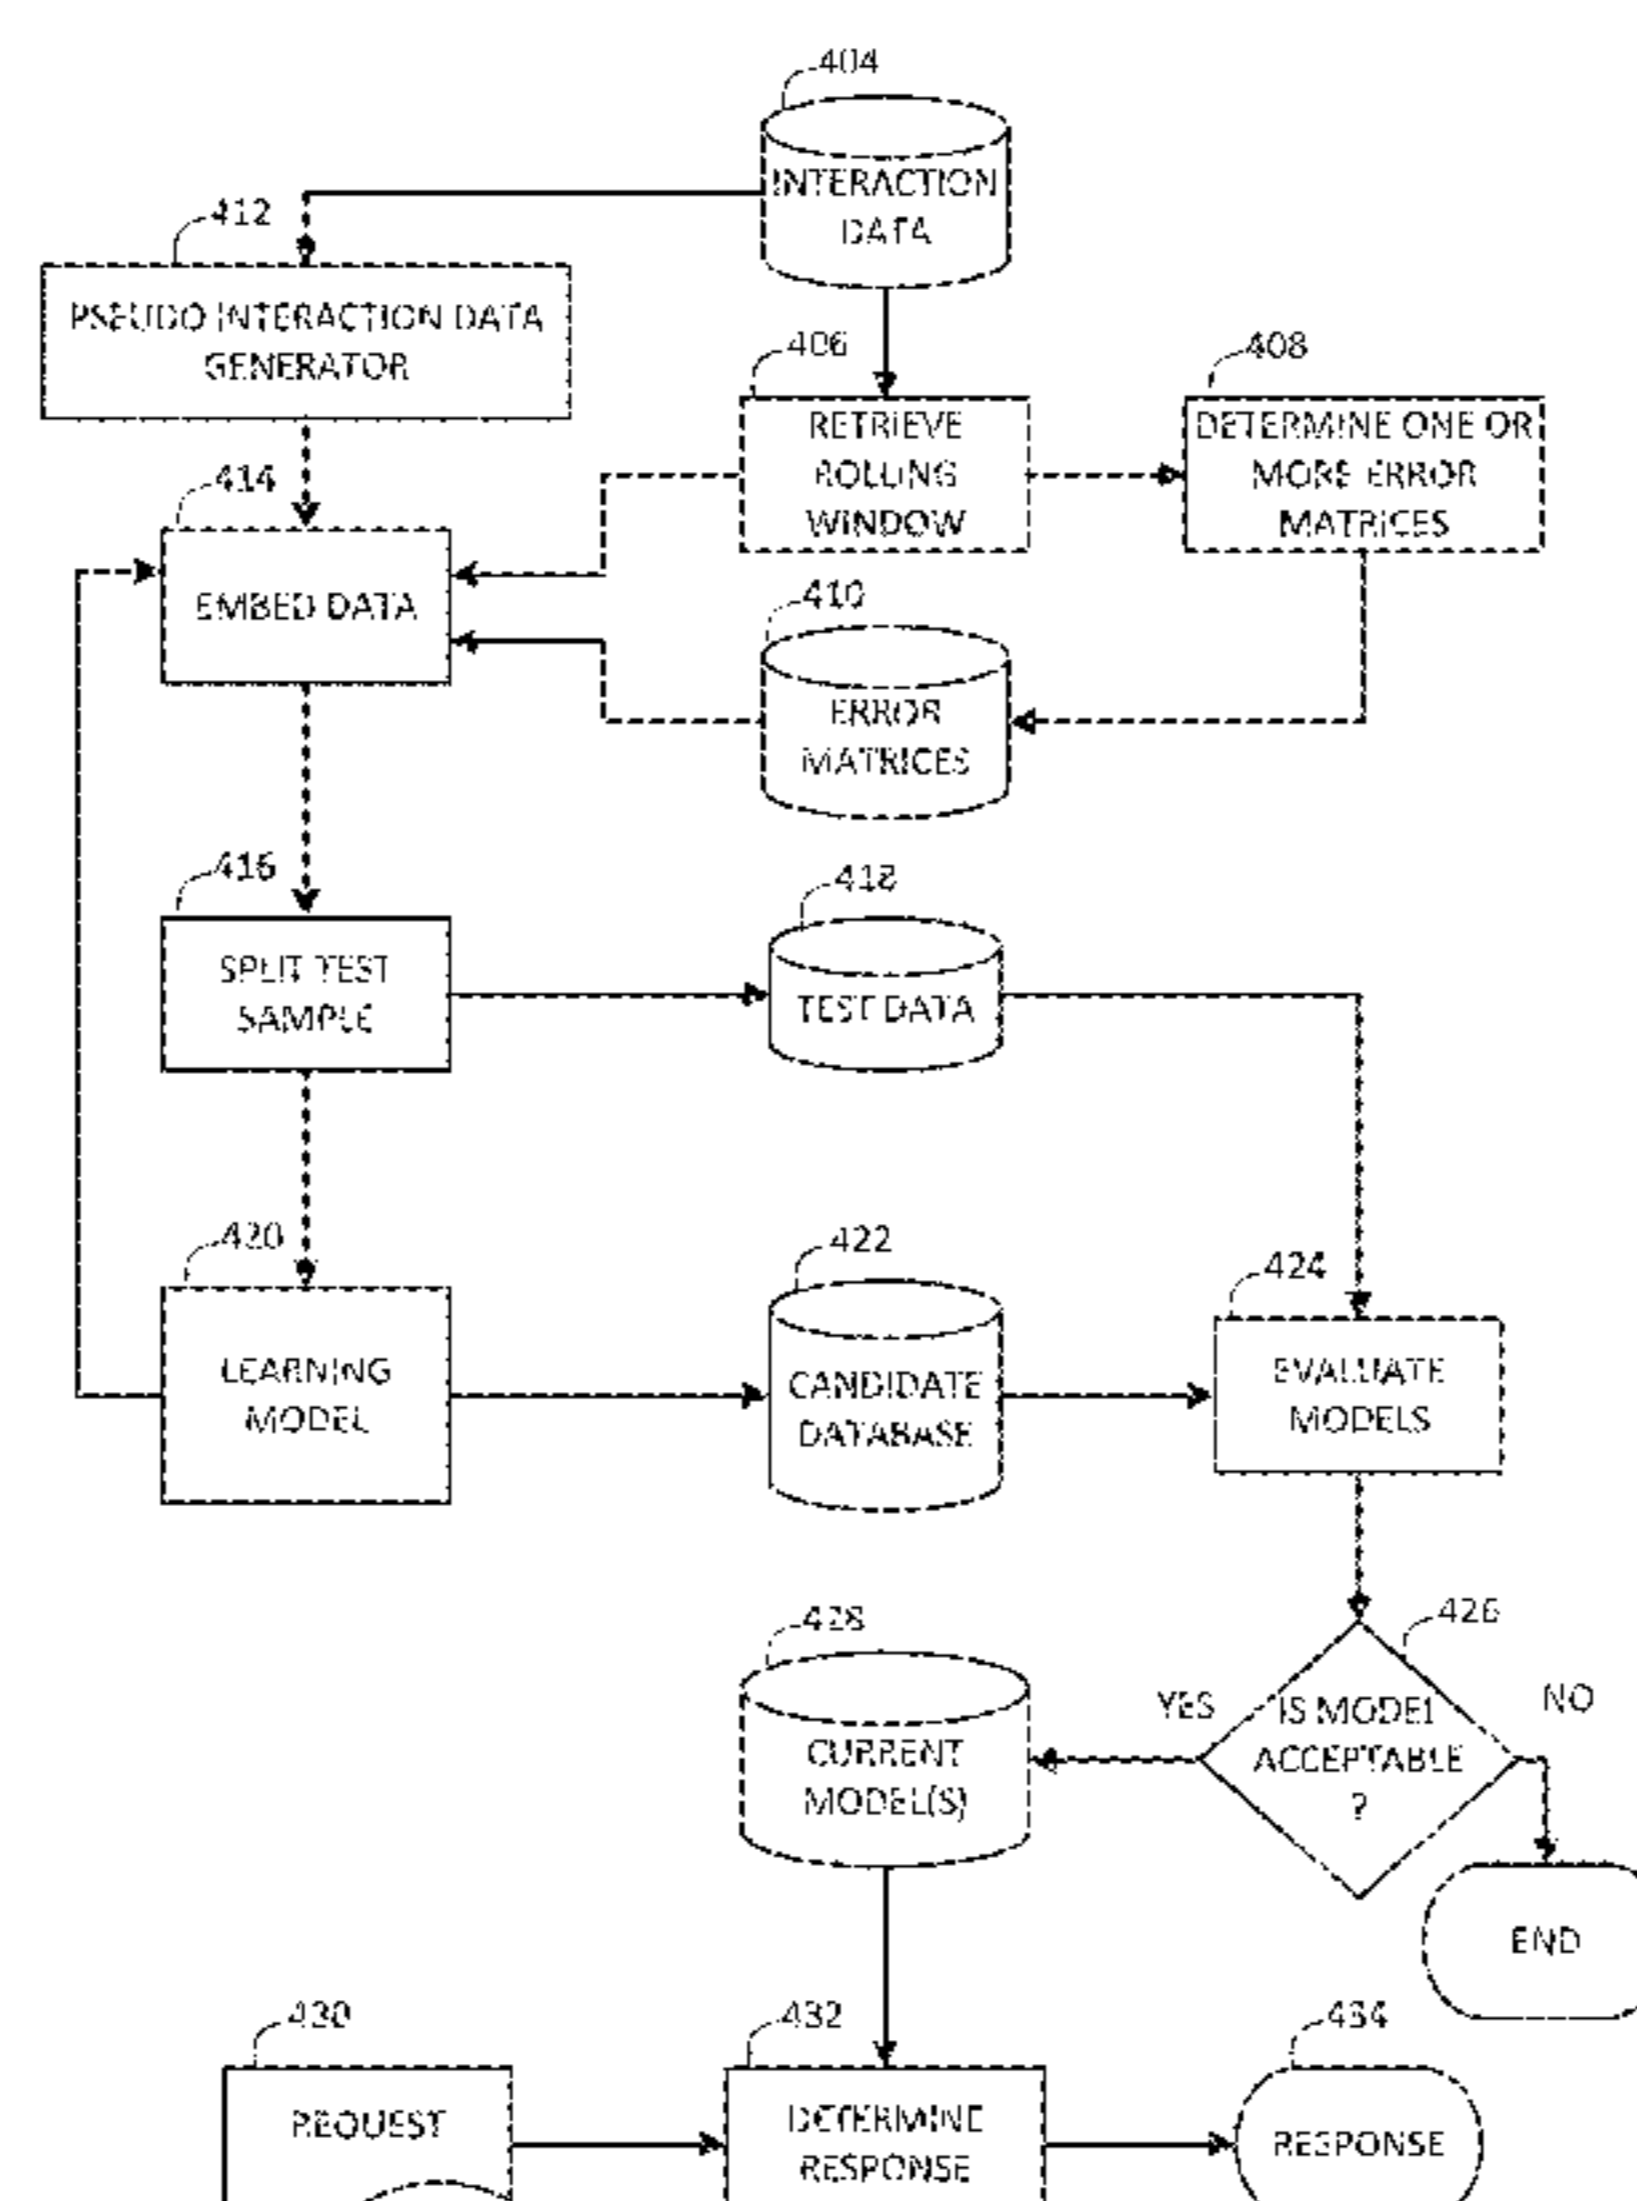 404
INTERACTION
DATA
412
PSEUDO INTERACTION DATA
GENERATOR
406
RETRIEVE
ROLLING
WINDOW
408
DETERMINE ONE OR
MORE ERROR
MATRICES
414
EMBED DATA
410
ERROR
MATRICES
416
SPLIT TEST
SAMPLE
418
TEST DATA
420
LEARNING
MODEL
422
CANDIDATE
DATABASE
424
EVALUATE
MODELS
426
IS MODEL
ACCEPTABLE
?
YES
NO
428
CURRENT
MODEL(S)
END
430
REQUEST
432
DETERMINE
RESPONSE
434
RESPONSE